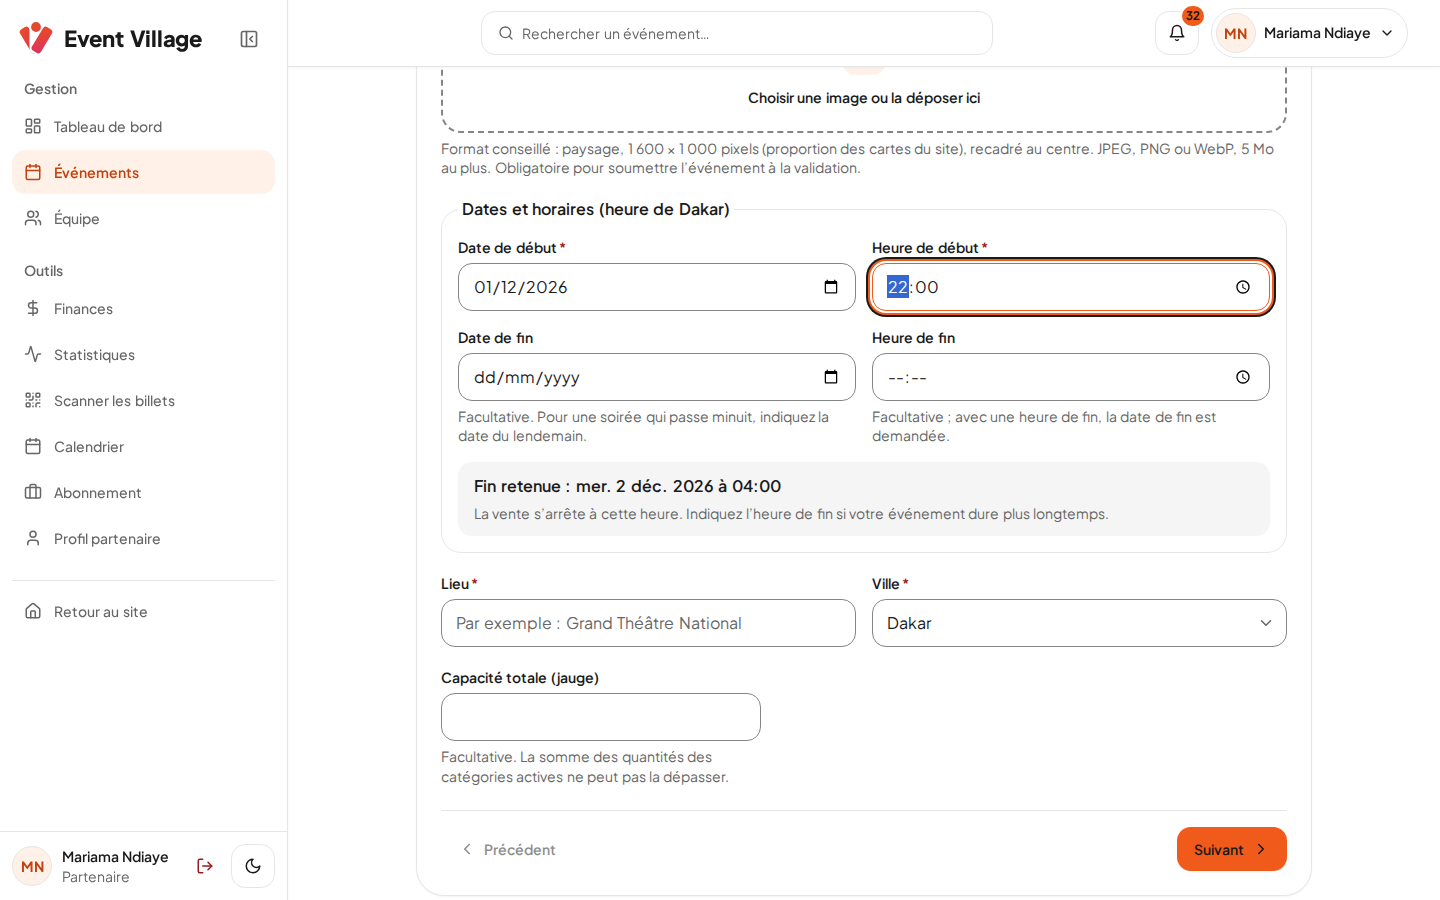 Event Village
Rechercher un événement…
32
MN
Mariama Ndiaye
Gestion
Tableau de bord
Événements
Équipe
Outils
Finances
Statistiques
Scanner les billets
Calendrier
Abonnement
Profil partenaire
Retour au site
MN
Mariama Ndiaye
Partenaire
Choisir une image ou la déposer ici
Format conseillé : paysage, 1 600 × 1 000 pixels (proportion des cartes du site), recadré au centre. JPEG, PNG ou WebP, 5 Mo
au plus. Obligatoire pour soumettre l’événement à la validation.
Dates et horaires (heure de Dakar)
Date de début *
Heure de début *
01/12/2026
22:00
Date de fin
Heure de fin
dd/mm/yyyy
--:--
Facultative. Pour une soirée qui passe minuit, indiquez la
date du lendemain.
Facultative ; avec une heure de fin, la date de fin est
demandée.
Fin retenue : mer. 2 déc. 2026 à 04:00
La vente s’arrête à cette heure. Indiquez l’heure de fin si votre événement dure plus longtemps.
Lieu *
Ville *
Par exemple : Grand Théâtre National
Dakar
Capacité totale (jauge)
Facultative. La somme des quantités des
catégories actives ne peut pas la dépasser.
Précédent
Suivant